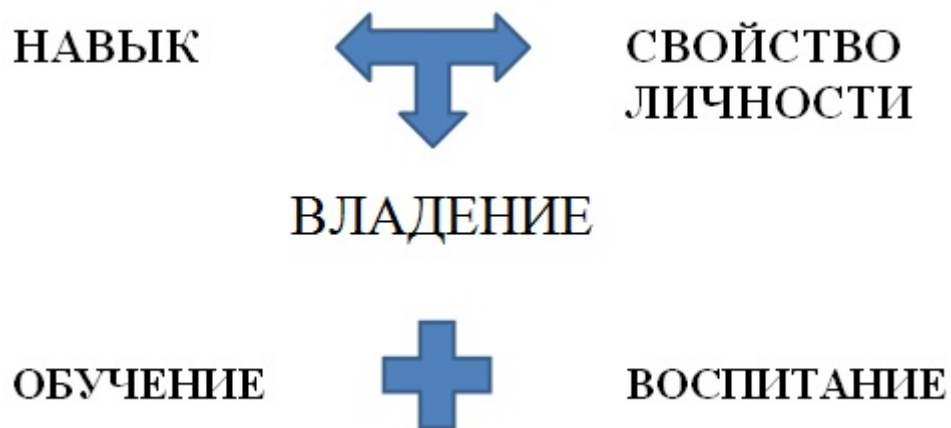 НАВЫК
СВОЙСТВО
ЛИЧНОСТИ
ВЛАДЕНИЕ
ОБУЧЕНИЕ
ВОСПИТАНИЕ